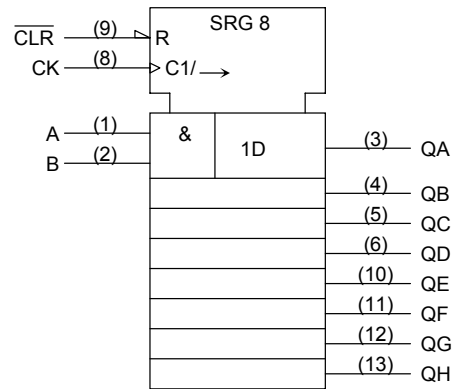 SRG 8
CLR (9) R
CK (8) C1/ →
A (1) & 1D (3) QA
B (2)
(4) QB
(5) QC
(6) QD
(10) QE
(11) QF
(12) QG
(13) QH